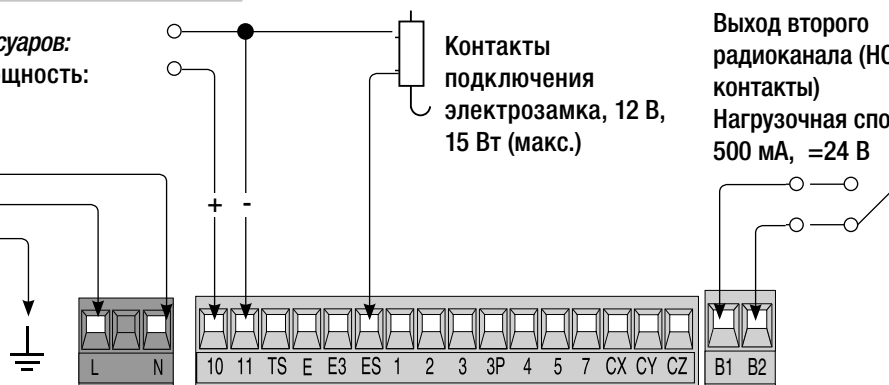 суаров:
щность:
Контакты
подключения
электрозамка, 12 В,
15 Вт (макс.)
Выход второго
радиоканала (НО
контакты)
Нагрузочная спо
500 мА, =24 В
+ -
L N
10 11 TS E E3 ES 1 2 3 3P 4 5 7 CX CY CZ
B1 B2